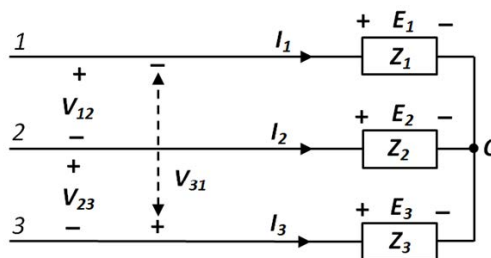 + E₁ −
1 I₁ Z₁
−
+
V₁₂
2 − I₂ + E₂ −
Z₂
+
V₂₃ V₃₁
3 − + I₃ + E₃ −
Z₃